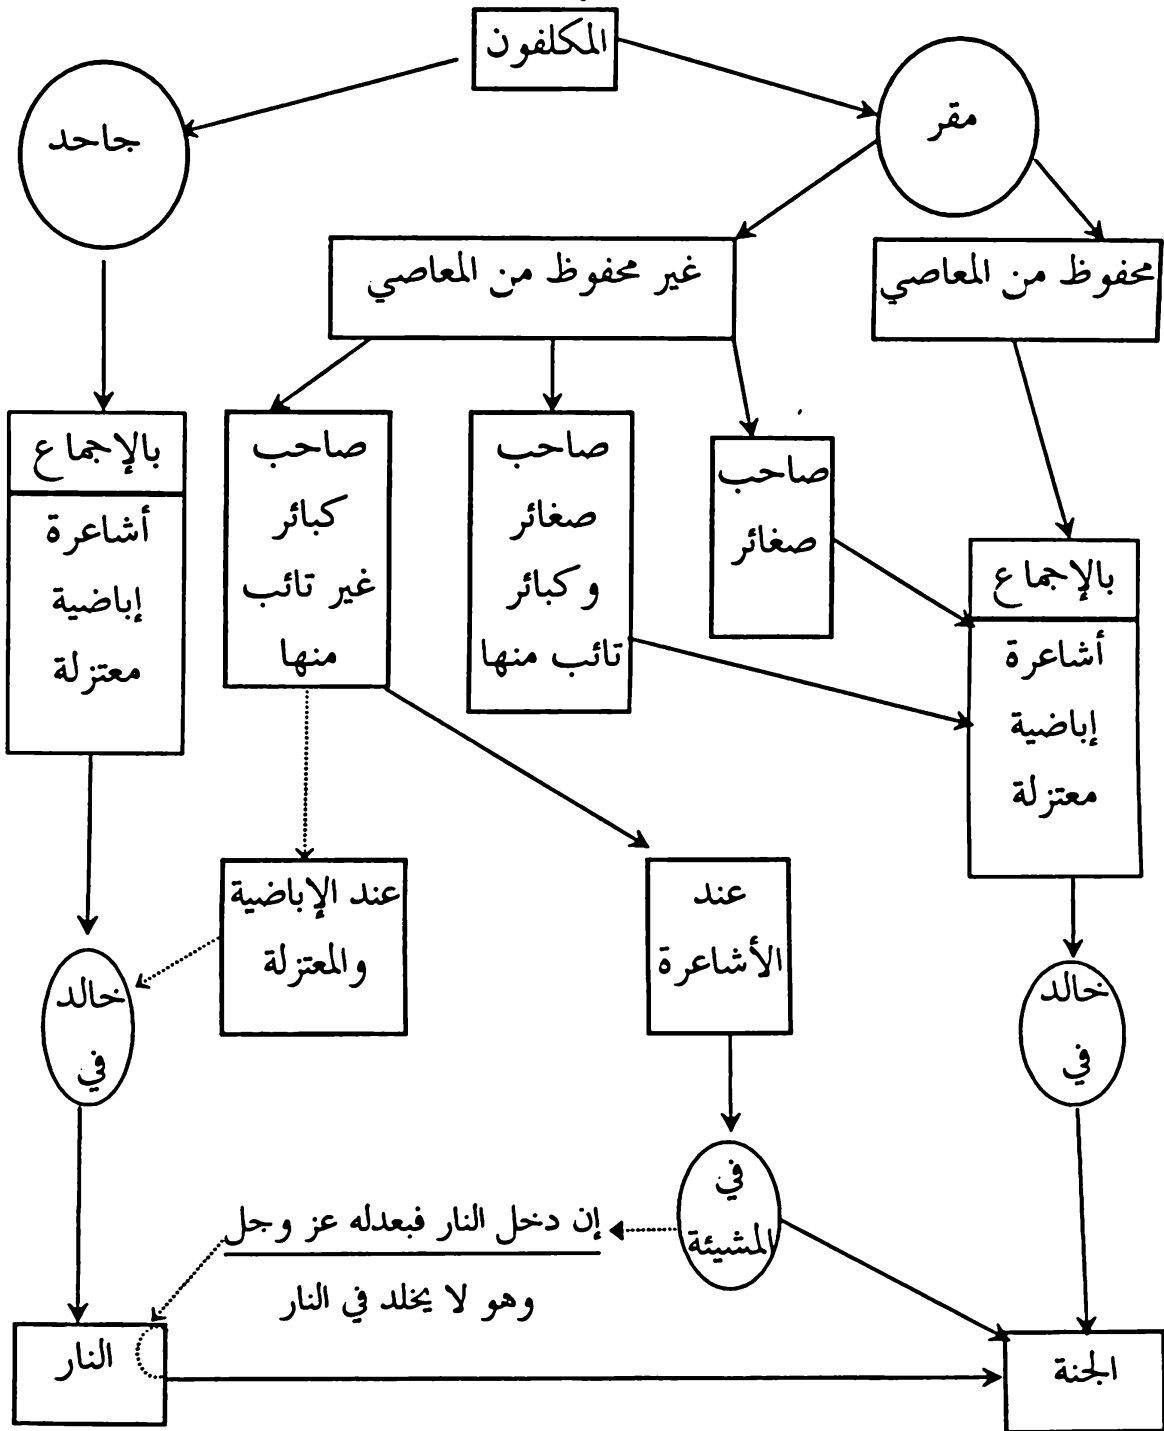 المكلفون
مقر
جاحد
محفوظ من المعاصي
غير محفوظ من المعاصي
صاحب
صغائر
صاحب
صغائر
وكبائر
تائب منها
صاحب
كبائر
غير تائب
منها
بالإجماع
أشاعرة
إباضية
معتزلة
بالإجماع
أشاعرة
إباضية
معتزلة
عند
الأشاعرة
عند الإباضية
والمعتزلة
خالد
في
خالد
في
في
المشيئة
إن دخل النار فبعدله عز وجل
وهو لا يخلد في النار
الجنة
النار